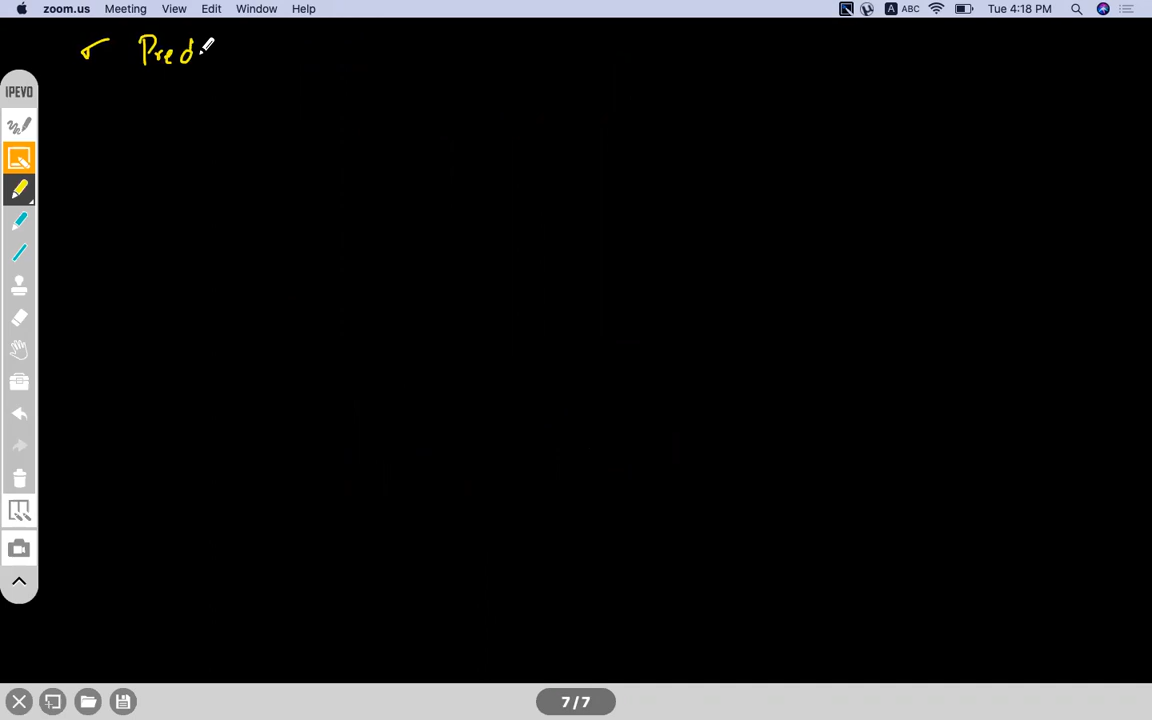 zoom.us Meeting View Edit Window Help A ABC Tue 4:18 PM
σ Pred
IPEVO
7 / 7